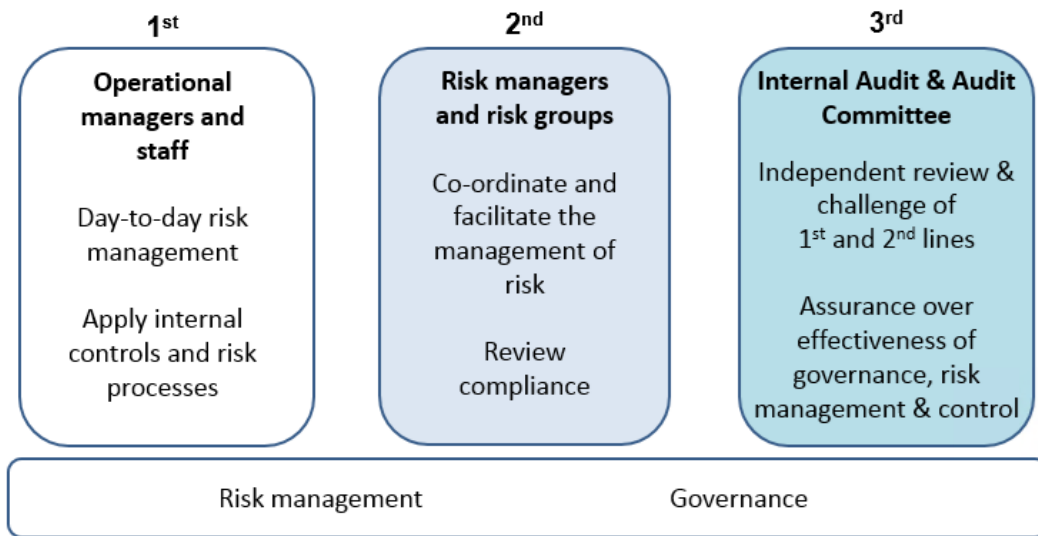 1st
Operational
managers and
staff
Day-to-day risk
management
Apply internal
controls and risk
processes
2nd
Risk managers
and risk groups
Co-ordinate and
facilitate the
management of
risk
Review
compliance
3rd
Internal Audit & Audit
Committee
Independent review &
challenge of
1st and 2nd lines
Assurance over
effectiveness of
governance, risk
management & control
Risk management
Governance